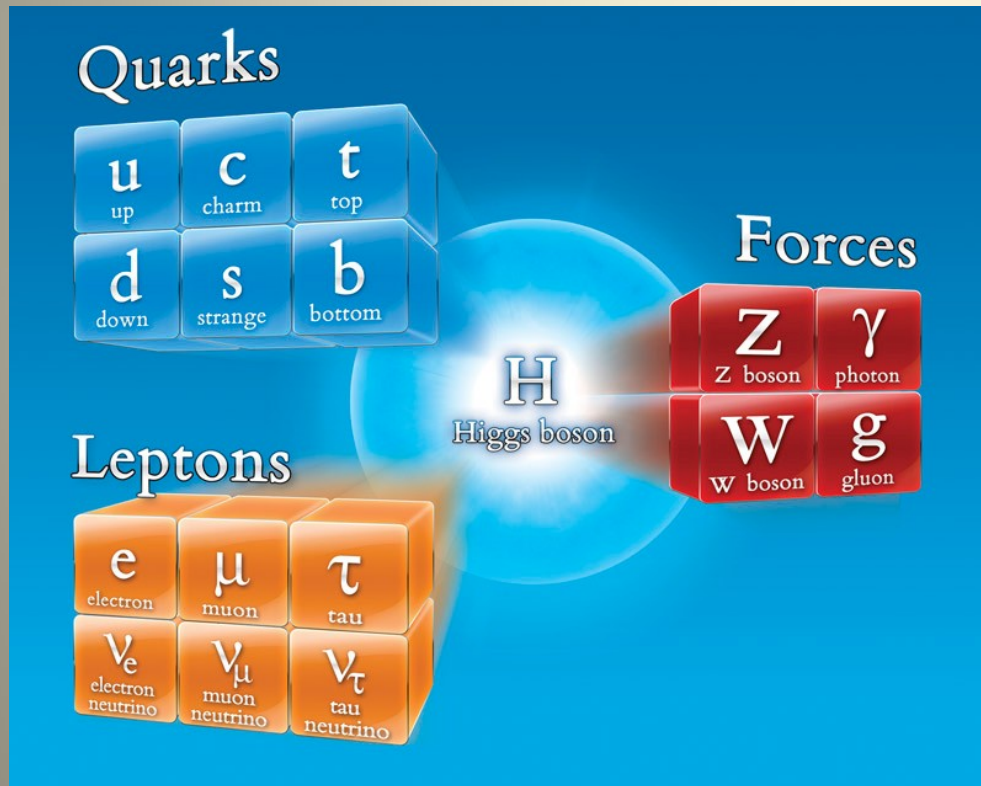 Quarks
u
up
c
charm
t
top
d
down
s
strange
b
bottom
Forces
Z
Z boson
γ
photon
W
W boson
g
gluon
H
Higgs boson
Leptons
e
electron
μ
muon
τ
tau
νe
electron
neutrino
νμ
muon
neutrino
ντ
tau
neutrino